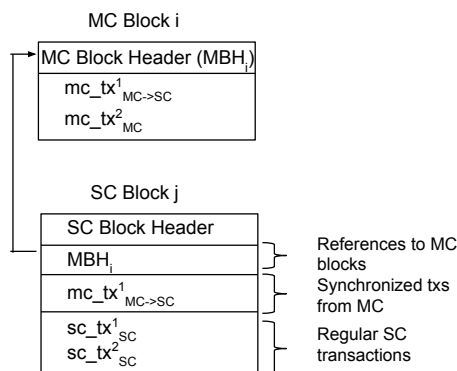 MC Block i
MC Block Header (MBHᵢ)
mc_tx¹MC->SC
mc_tx²MC
SC Block j
SC Block Header
MBHᵢ
mc_tx¹MC->SC
sc_tx¹SC
sc_tx²SC
References to MC
blocks
Synchronized txs
from MC
Regular SC
transactions